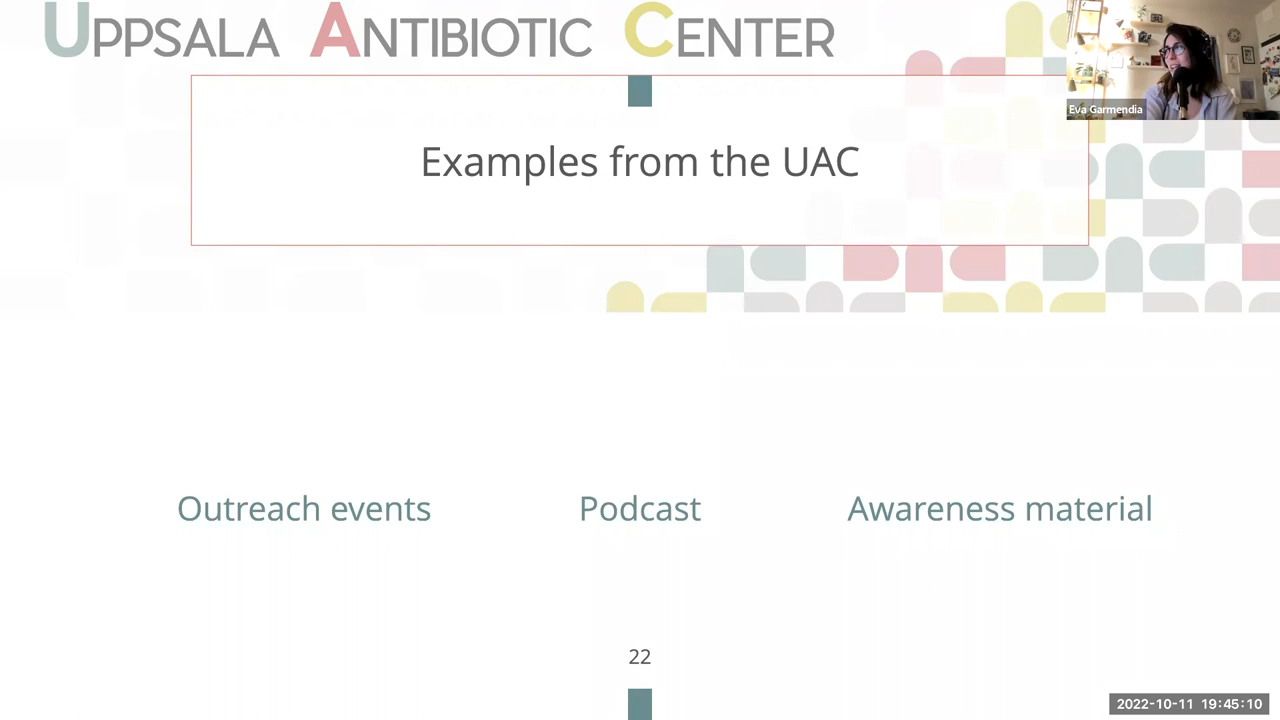 UPPSALA ANTIBIOTIC CENTER
Eva Garmendia
Examples from the UAC
Outreach events
Podcast
Awareness material
22
2022-10-11 19:45:10